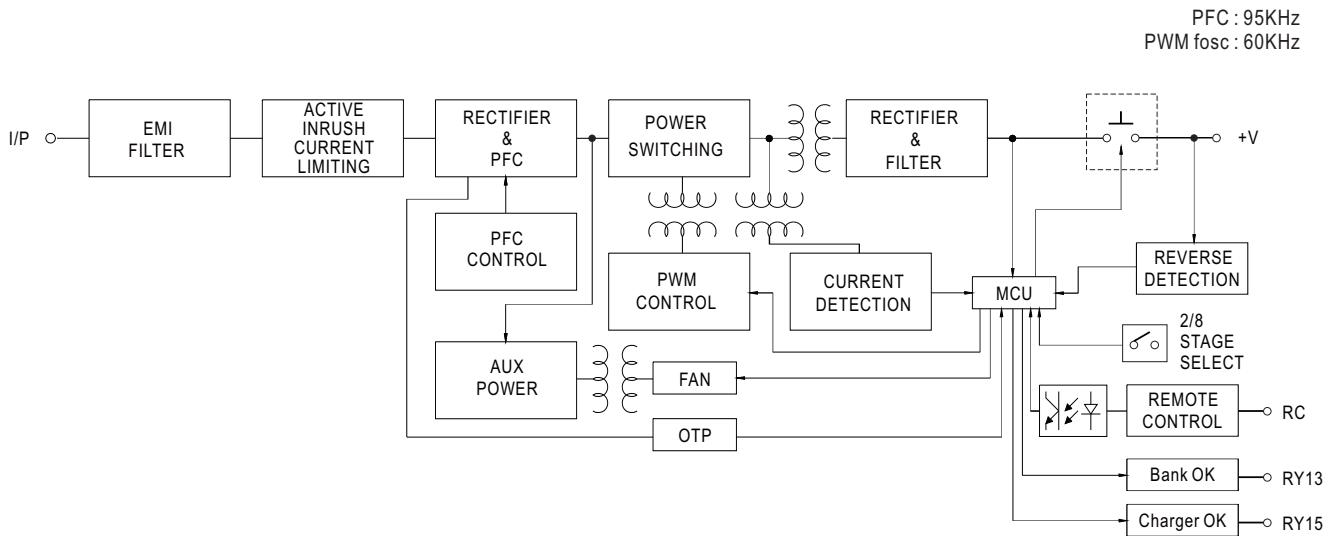 PFC : 95KHz
PWM fosc : 60KHz
I/P
EMI
FILTER
ACTIVE
INRUSH
CURRENT
LIMITING
RECTIFIER
&
PFC
POWER
SWITCHING
RECTIFIER
&
FILTER
+V
PFC
CONTROL
PWM
CONTROL
CURRENT
DETECTION
MCU
REVERSE
DETECTION
2/8
STAGE
SELECT
AUX
POWER
FAN
REMOTE
CONTROL
RC
OTP
Bank OK
RY13
Charger OK
RY15